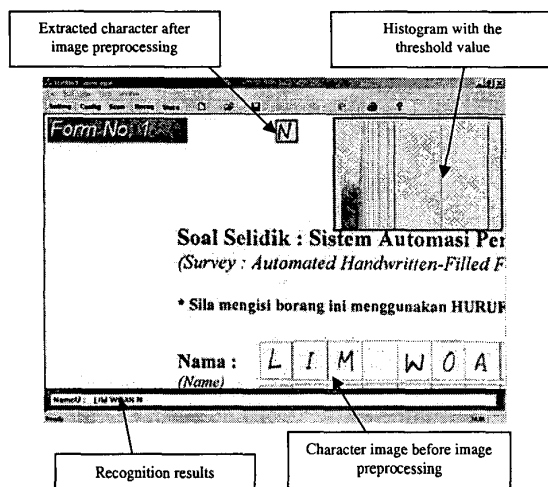 Extracted character after
image preprocessing
Histogram with the
threshold value
Form No. 1
N
Soal Selidik : Sistem Automasi Per
(Survey : Automated Handwritten-Filled F
* Sila mengisi borang ini menggunakan HURUF
Nama :
(Name)
L I M W O A
Recognition results
Character image before image
preprocessing